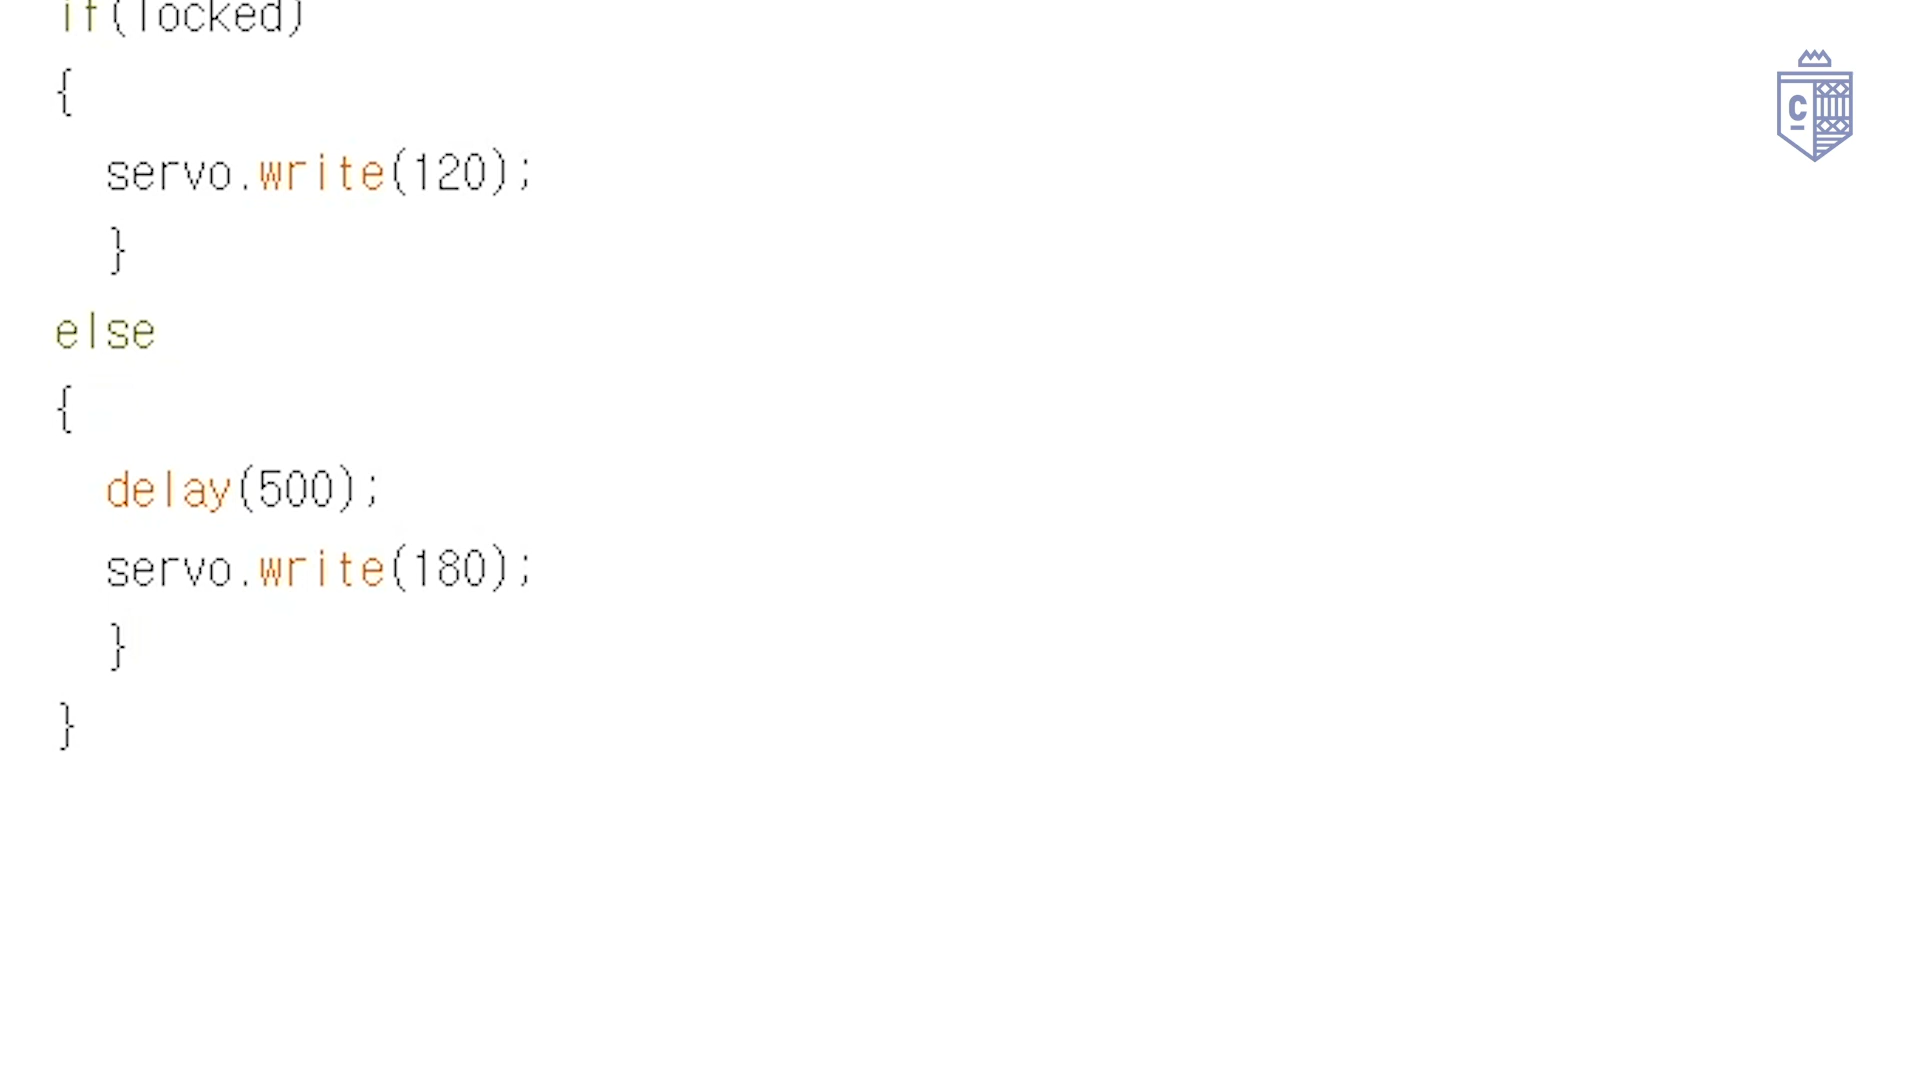 if(locked)
{
servo.write(120);
}
else
{
delay(500);
servo.write(180);
}
}
C